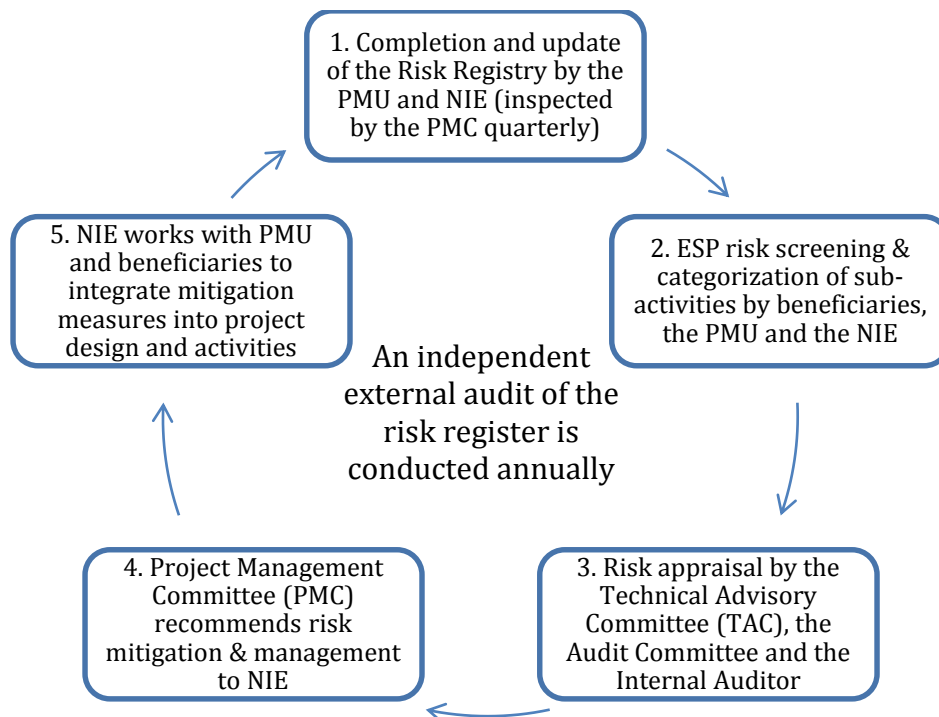 1. Completion and update
of the Risk Registry by the
PMU and NIE (inspected
by the PMC quarterly)
2. ESP risk screening &
categorization of sub-
activities by beneficiaries,
the PMU and the NIE
3. Risk appraisal by the
Technical Advisory
Committee (TAC), the
Audit Committee and the
Internal Auditor
4. Project Management
Committee (PMC)
recommends risk
mitigation & management
to NIE
5. NIE works with PMU
and beneficiaries to
integrate mitigation
measures into project
design and activities
An independent
external audit of the
risk register is
conducted annually